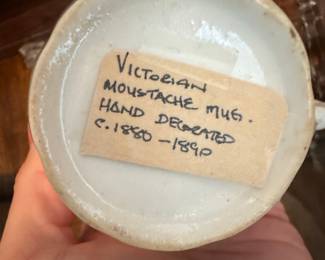 VICTORIAN
MOUSTACHE MUG.
HAND DECORATED
C. 1880 – 1890